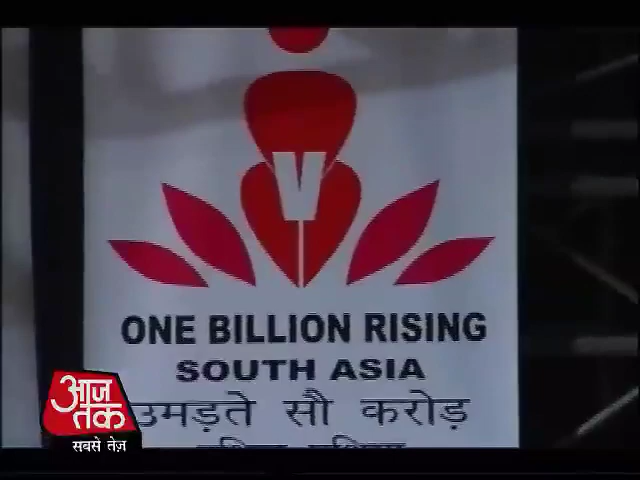 V
ONE BILLION RISING
SOUTH ASIA
उमड़ते सौ करोड़
आज
तक
सबसे तेज़